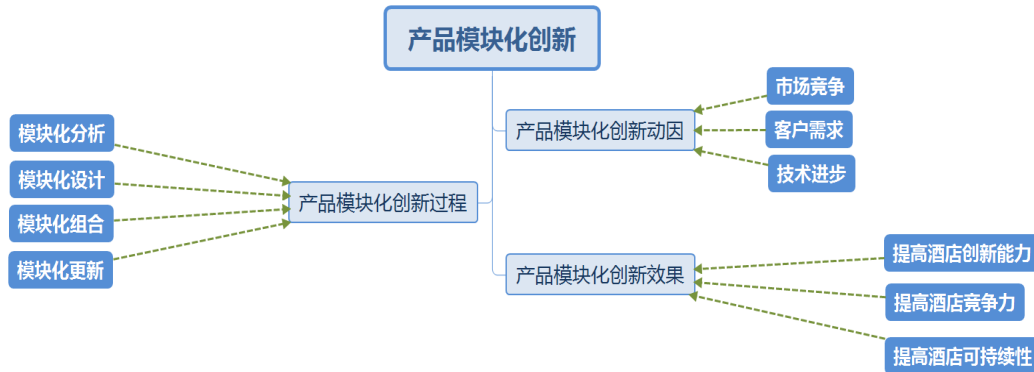 产品模块化创新
产品模块化创新动因
市场竞争
客户需求
技术进步
产品模块化创新过程
模块化分析
模块化设计
模块化组合
模块化更新
产品模块化创新效果
提高酒店创新能力
提高酒店竞争力
提高酒店可持续性